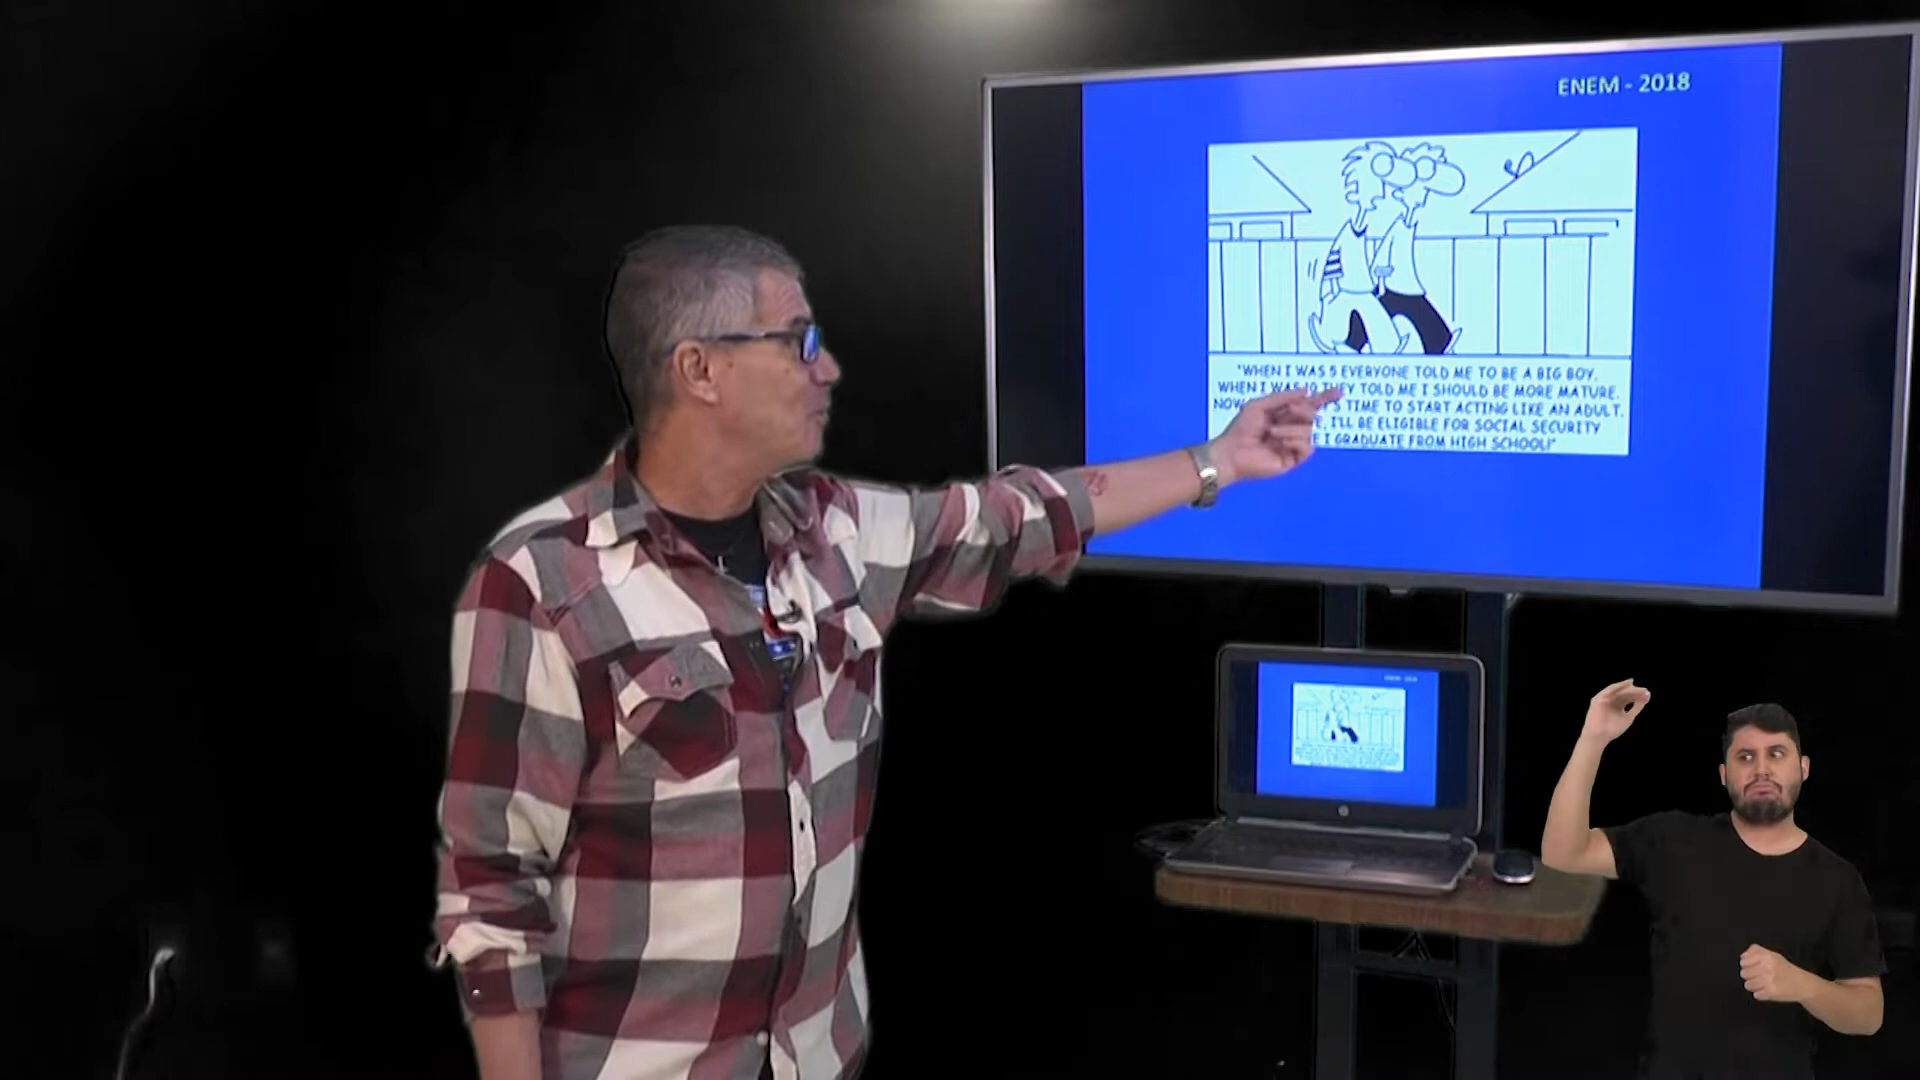 ENEM - 2018
"WHEN I WAS 5 EVERYONE TOLD ME TO BE A BIG BOY.
WHEN I WAS 10 THEY TOLD ME I SHOULD BE MORE MATURE.
NOW TIME TO START ACTING LIKE AN ADULT.
I'LL BE ELIGIBLE FOR SOCIAL SECURITY
I GRADUATE FROM HIGH SCHOOL!"